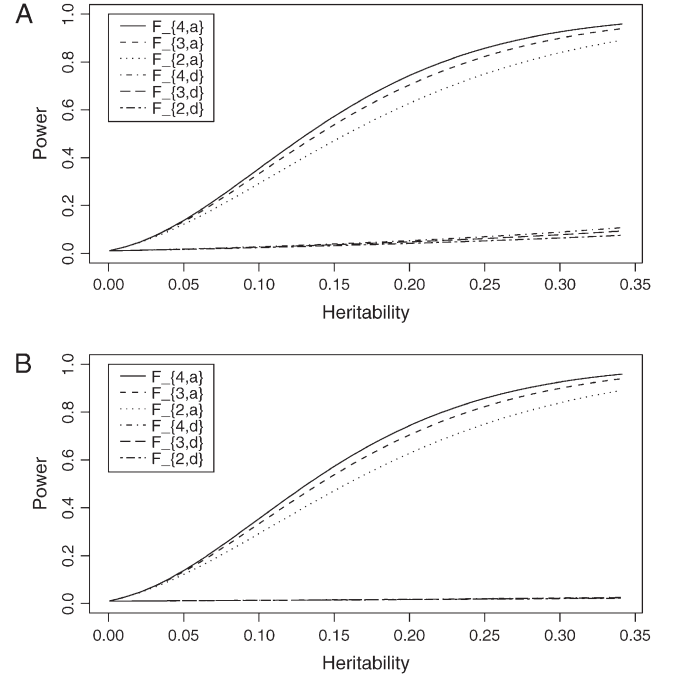 A
1.0
0.8
0.6
0.4
0.2
0.0
Power
F_{4,a}
F_{3,a}
F_{2,a}
F_{4,d}
F_{3,d}
F_{2,d}
0.00 0.05 0.10 0.15 0.20 0.25 0.30 0.35
Heritability
B
1.0
0.8
0.6
0.4
0.2
0.0
Power
F_{4,a}
F_{3,a}
F_{2,a}
F_{4,d}
F_{3,d}
F_{2,d}
0.00 0.05 0.10 0.15 0.20 0.25 0.30 0.35
Heritability